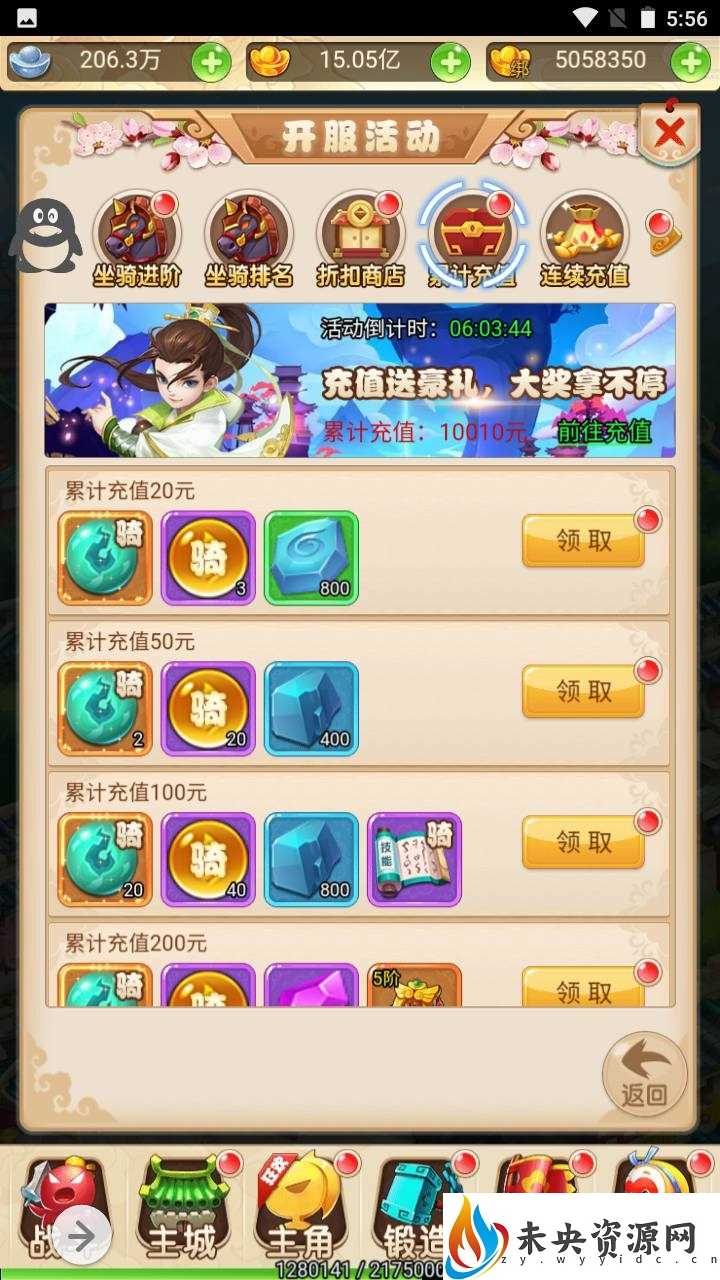 5:56
206.3万 15.05亿 绑 5058350
开服活动
坐骑进阶 坐骑排名 折扣商店 累计充值 连续充值
活动倒计时：06:03:44
充值送豪礼，大奖拿不停
累计充值：10010元 前往充值
累计充值20元
骑 骑 3 800 领取
累计充值50元
骑 2 骑 20 400 领取
累计充值100元
骑 20 骑 40 800 技能 骑 领取
累计充值200元
骑 骑 5阶 领取
返回
狂欢
战 主城 主角 锻造
1280141/2175000
未央资源网
zy.wyyidc.cn